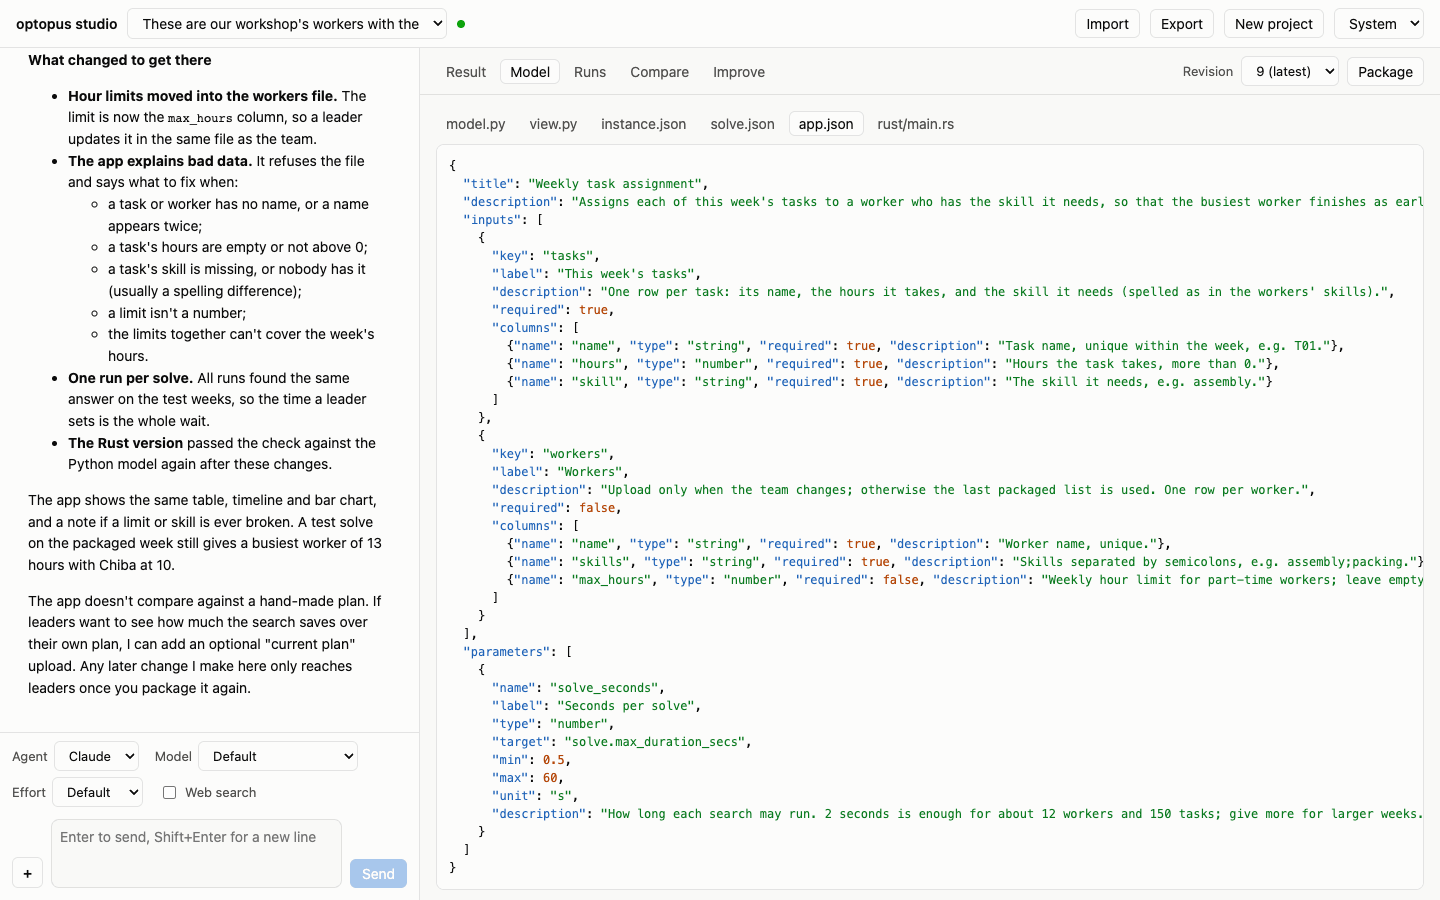 optopus studio
These are our workshop's workers with the
Import
Export
New project
System
What changed to get there
• Hour limits moved into the workers file. The
limit is now the max_hours column, so a leader
updates it in the same file as the team.
• The app explains bad data. It refuses the file
and says what to fix when:
◦ a task or worker has no name, or a name
appears twice;
◦ a task's hours are empty or not above 0;
◦ a task's skill is missing, or nobody has it
(usually a spelling difference);
◦ a limit isn't a number;
◦ the limits together can't cover the week's
hours.
• One run per solve. All runs found the same
answer on the test weeks, so the time a leader
sets is the whole wait.
• The Rust version passed the check against the
Python model again after these changes.
The app shows the same table, timeline and bar chart,
and a note if a limit or skill is ever broken. A test solve
on the packaged week still gives a busiest worker of 13
hours with Chiba at 10.
The app doesn't compare against a hand-made plan. If
leaders want to see how much the search saves over
their own plan, I can add an optional "current plan"
upload. Any later change I make here only reaches
leaders once you package it again.
Agent
Claude
Model
Default
Effort
Default
Web search
Enter to send, Shift+Enter for a new line
+
Send
Result
Model
Runs
Compare
Improve
Revision
9 (latest)
Package
model.py
view.py
instance.json
solve.json
app.json
rust/main.rs
{
"title": "Weekly task assignment",
"description": "Assigns each of this week's tasks to a worker who has the skill it needs, so that the busiest worker finishes as earl
"inputs": [
{
"key": "tasks",
"label": "This week's tasks",
"description": "One row per task: its name, the hours it takes, and the skill it needs (spelled as in the workers' skills).",
"required": true,
"columns": [
{"name": "name", "type": "string", "required": true, "description": "Task name, unique within the week, e.g. T01."},
{"name": "hours", "type": "number", "required": true, "description": "Hours the task takes, more than 0."},
{"name": "skill", "type": "string", "required": true, "description": "The skill it needs, e.g. assembly."}
]
},
{
"key": "workers",
"label": "Workers",
"description": "Upload only when the team changes; otherwise the last packaged list is used. One row per worker.",
"required": false,
"columns": [
{"name": "name", "type": "string", "required": true, "description": "Worker name, unique."},
{"name": "skills", "type": "string", "required": true, "description": "Skills separated by semicolons, e.g. assembly;packing."}
{"name": "max_hours", "type": "number", "required": false, "description": "Weekly hour limit for part-time workers; leave empty
]
}
],
"parameters": [
{
"name": "solve_seconds",
"label": "Seconds per solve",
"type": "number",
"target": "solve.max_duration_secs",
"min": 0.5,
"max": 60,
"unit": "s",
"description": "How long each search may run. 2 seconds is enough for about 12 workers and 150 tasks; give more for larger weeks.
}
]
}